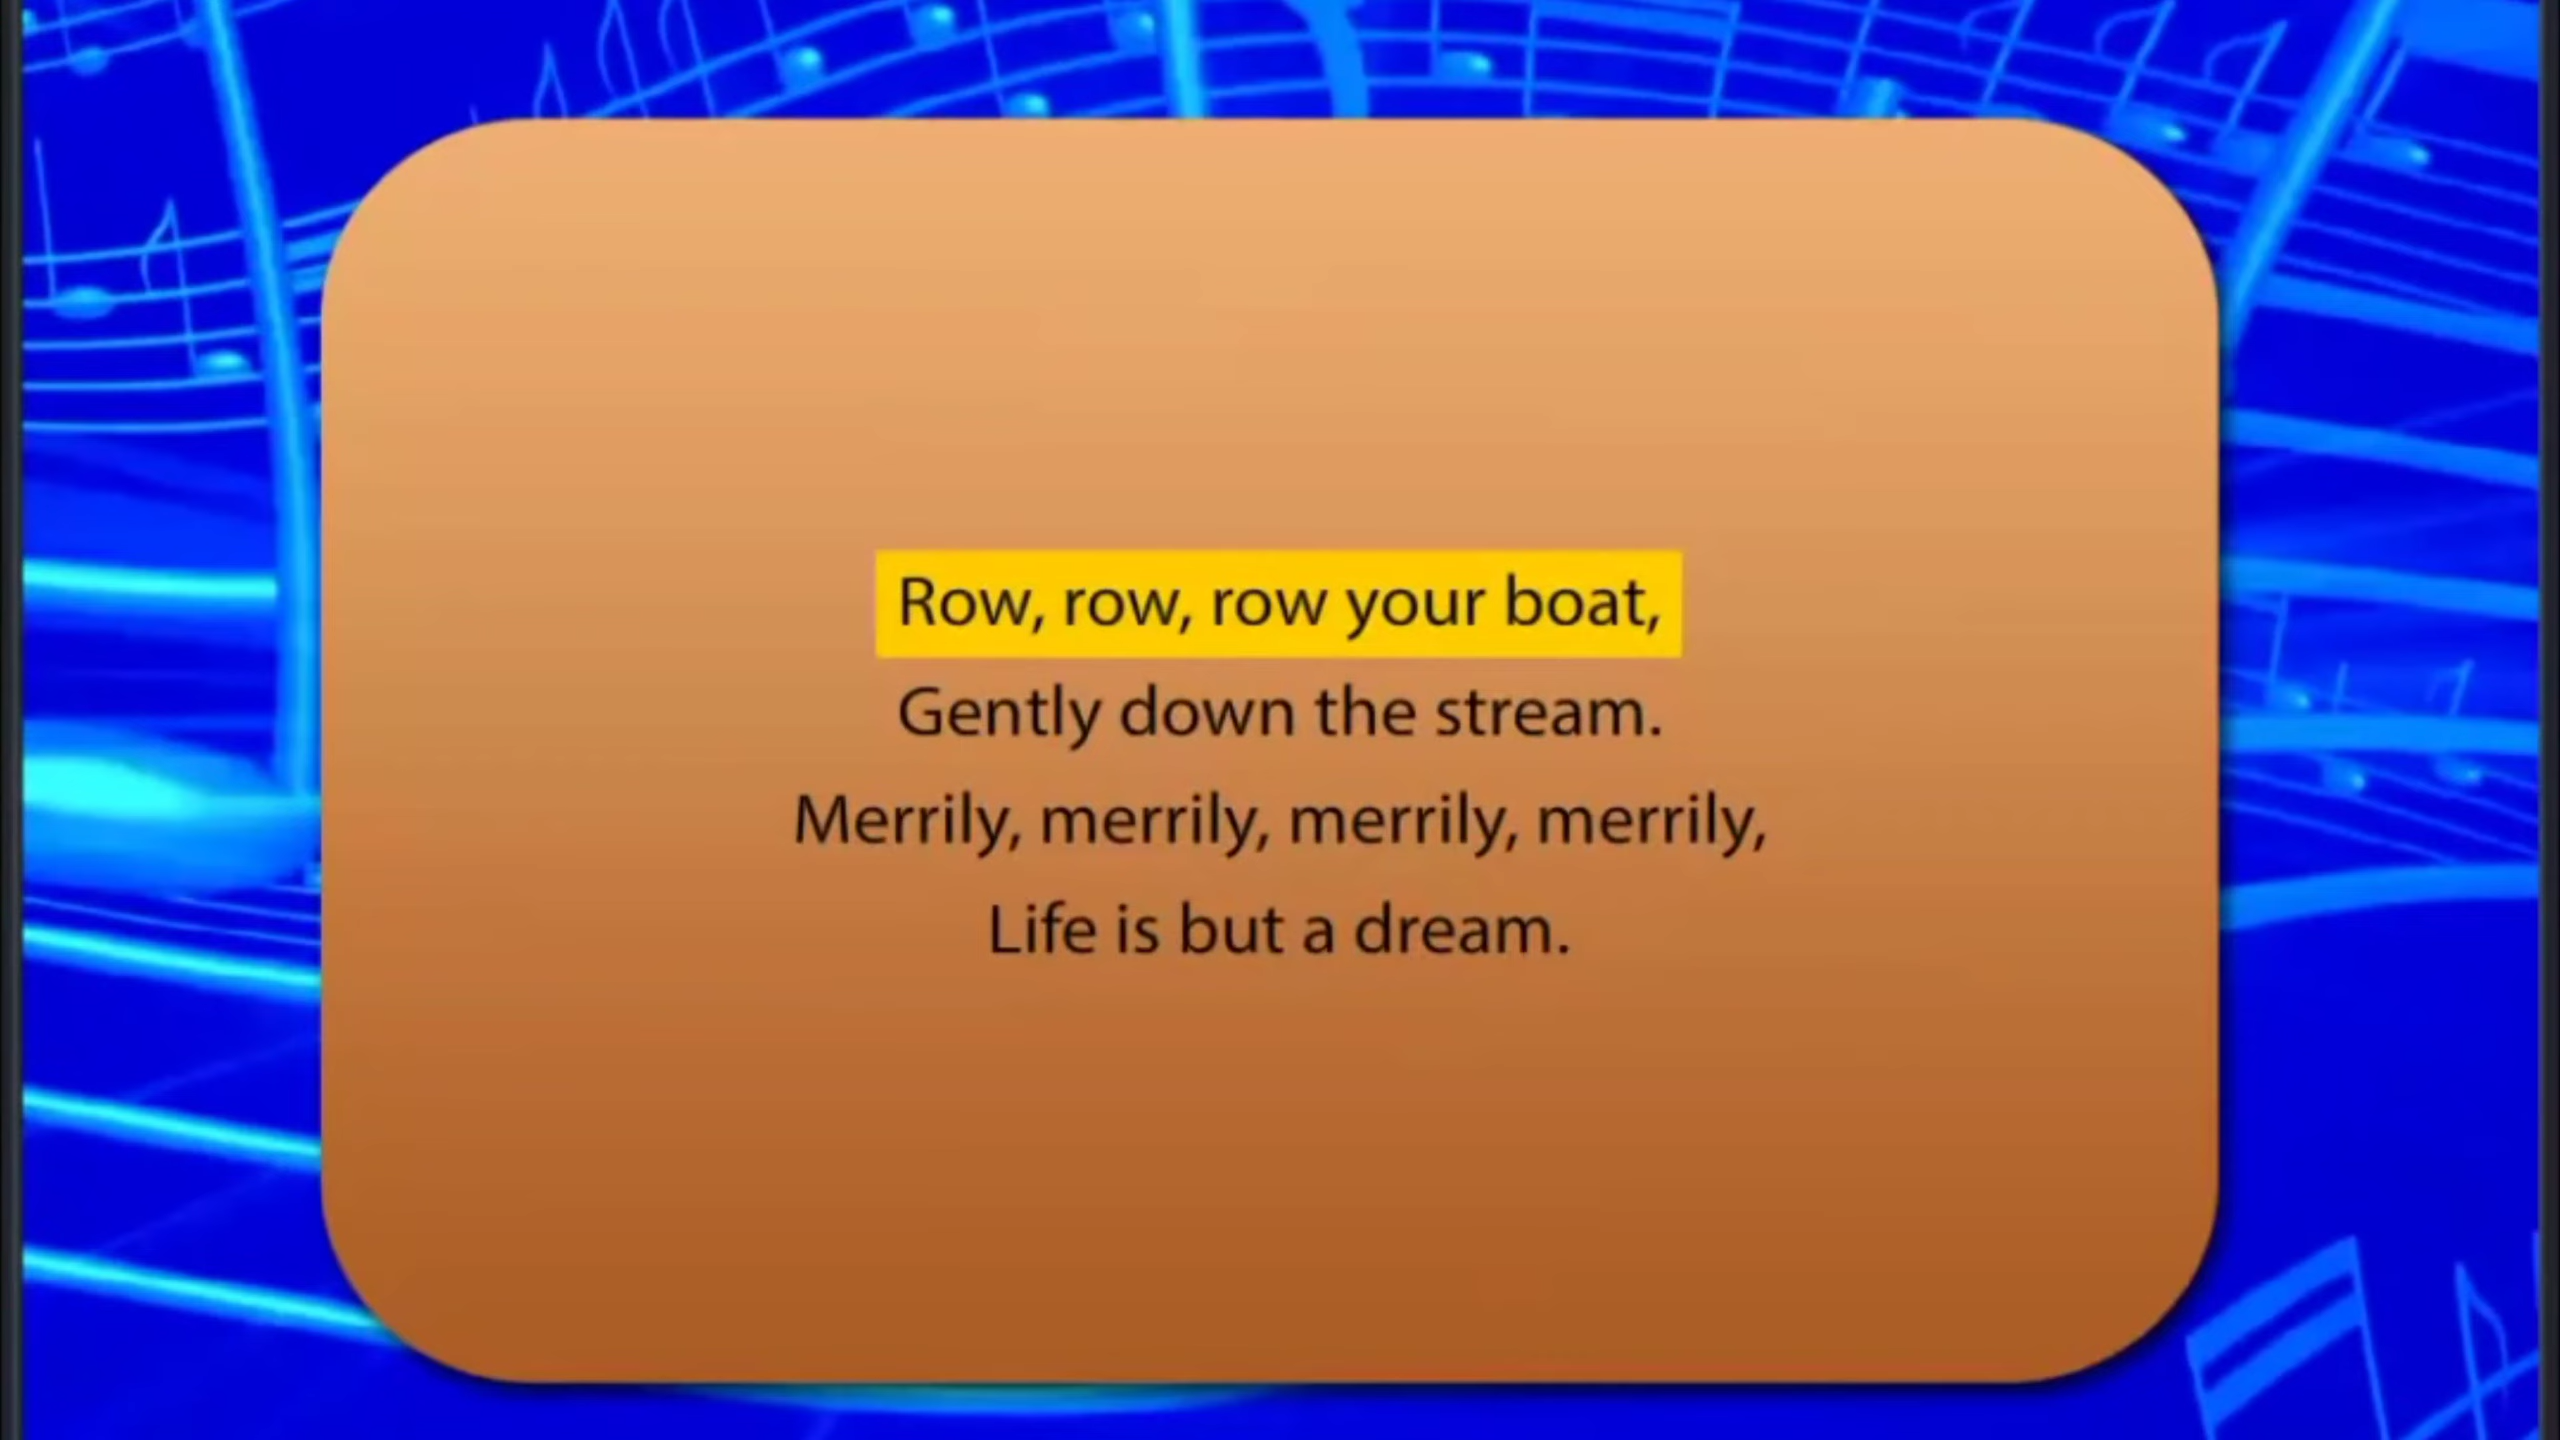 Row, row, row your boat,
Gently down the stream.
Merrily, merrily, merrily, merrily,
Life is but a dream.